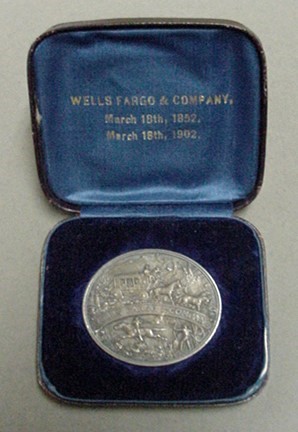 WELLS FARGO & COMPANY,
March 18th, 1852,
March 18th, 1902,